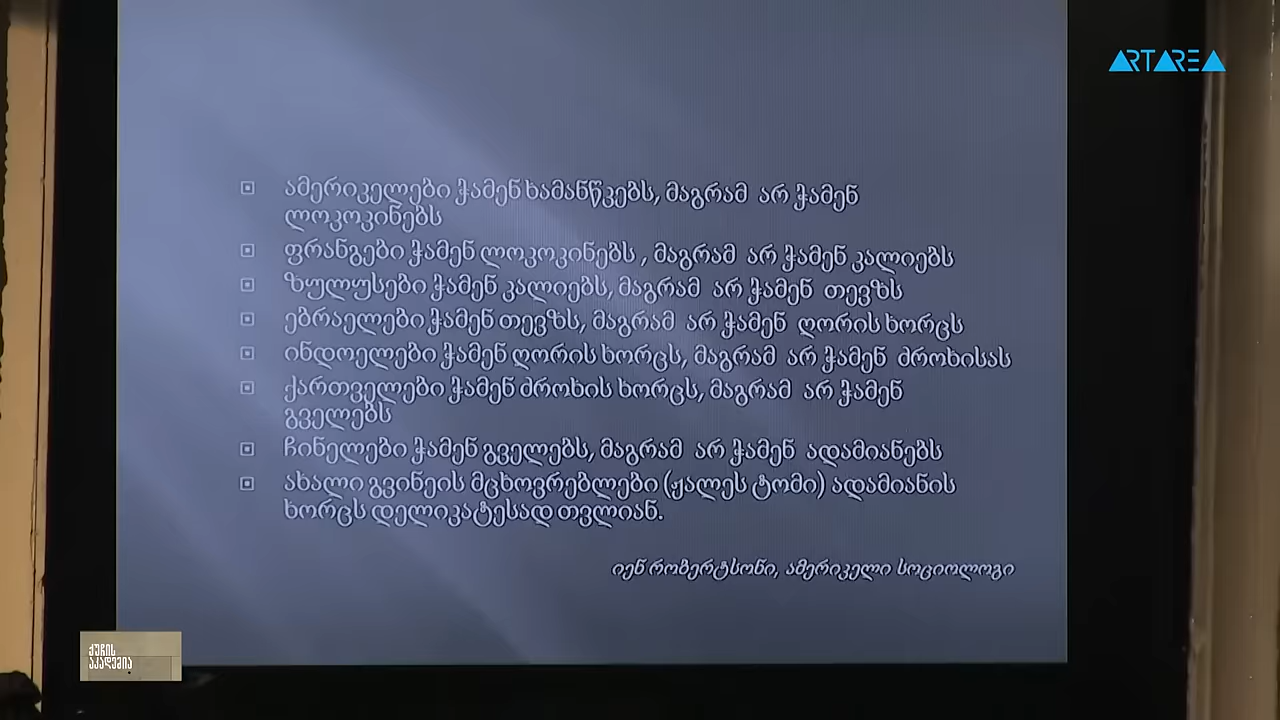 ARTAREA
ამერიკელები ჭამენ ხამანწკებს, მაგრამ არ ჭამენ
ლოკოკინებს
ფრანგები ჭამენ ლოკოკინებს , მაგრამ არ ჭამენ კალიებს
ზულუსები ჭამენ კალიებს, მაგრამ არ ჭამენ თევზს
ებრაელები ჭამენ თევზს, მაგრამ არ ჭამენ ღორის ხორცს
ინდოელები ჭამენ ღორის ხორცს, მაგრამ არ ჭამენ ძროხისას
ქართველები ჭამენ ძროხის ხორცს, მაგრამ არ ჭამენ
გველებს
ჩინელები ჭამენ გველებს, მაგრამ არ ჭამენ ადამიანებს
ახალი გვინეის მცხოვრებლები (ჟალეს ტომი) ადამიანის
ხორცს დელიკატესად თვლიან.
იენ რობერტსონი, ამერიკელი სოციოლოგი
ქუჩის
აკადემია